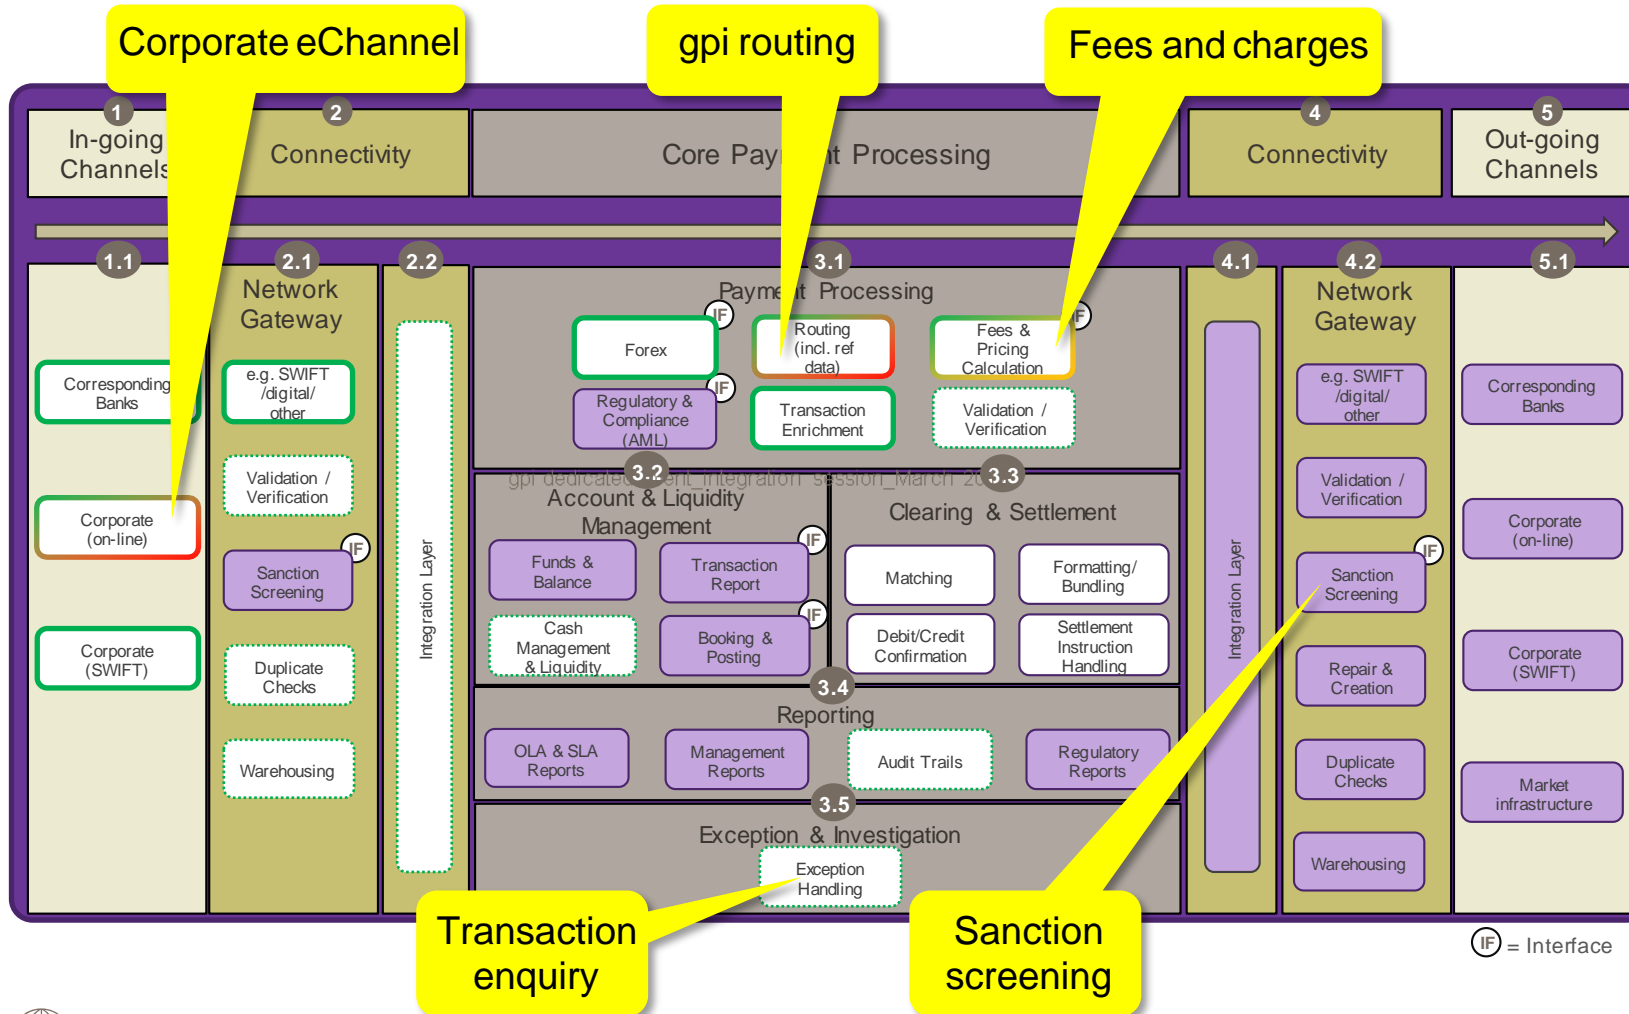 Corporate eChannel
gpi routing
Fees and charges
1
In-going
Channels
2
Connectivity
Core Payment Processing
4
Connectivity
5
Out-going
Channels
1.1
Corresponding
Banks
Corporate
(on-line)
Corporate
(SWIFT)
2.1
Network
Gateway
e.g. SWIFT
/digital/
other
Validation /
Verification
IF
Sanction
Screening
Duplicate
Checks
Warehousing
2.2
Integration Layer
3.1
Payment Processing
IF
Forex
Routing
(incl. ref
data)
IF
Fees &
Pricing
Calculation
IF
Regulatory &
Compliance
(AML)
Transaction
Enrichment
Validation /
Verification
gpi dedicated
integration session_March
3.2
Account & Liquidity
Management
Funds &
Balance
IF
Transaction
Report
Cash
Management
& Liquidity
IF
Booking &
Posting
3.3
Clearing & Settlement
Matching
Formatting/
Bundling
Debit/Credit
Confirmation
Settlement
Instruction
Handling
3.4
Reporting
OLA & SLA
Reports
Management
Reports
Audit Trails
Regulatory
Reports
3.5
Exception & Investigation
Exception
Handling
4.1
Integration Layer
4.2
Network
Gateway
e.g. SWIFT
/digital/
other
Validation /
Verification
IF
Sanction
Screening
Repair &
Creation
Duplicate
Checks
Warehousing
5.1
Corresponding
Banks
Corporate
(on-line)
Corporate
(SWIFT)
Market
infrastructure
Transaction
enquiry
Sanction
screening
IF = Interface